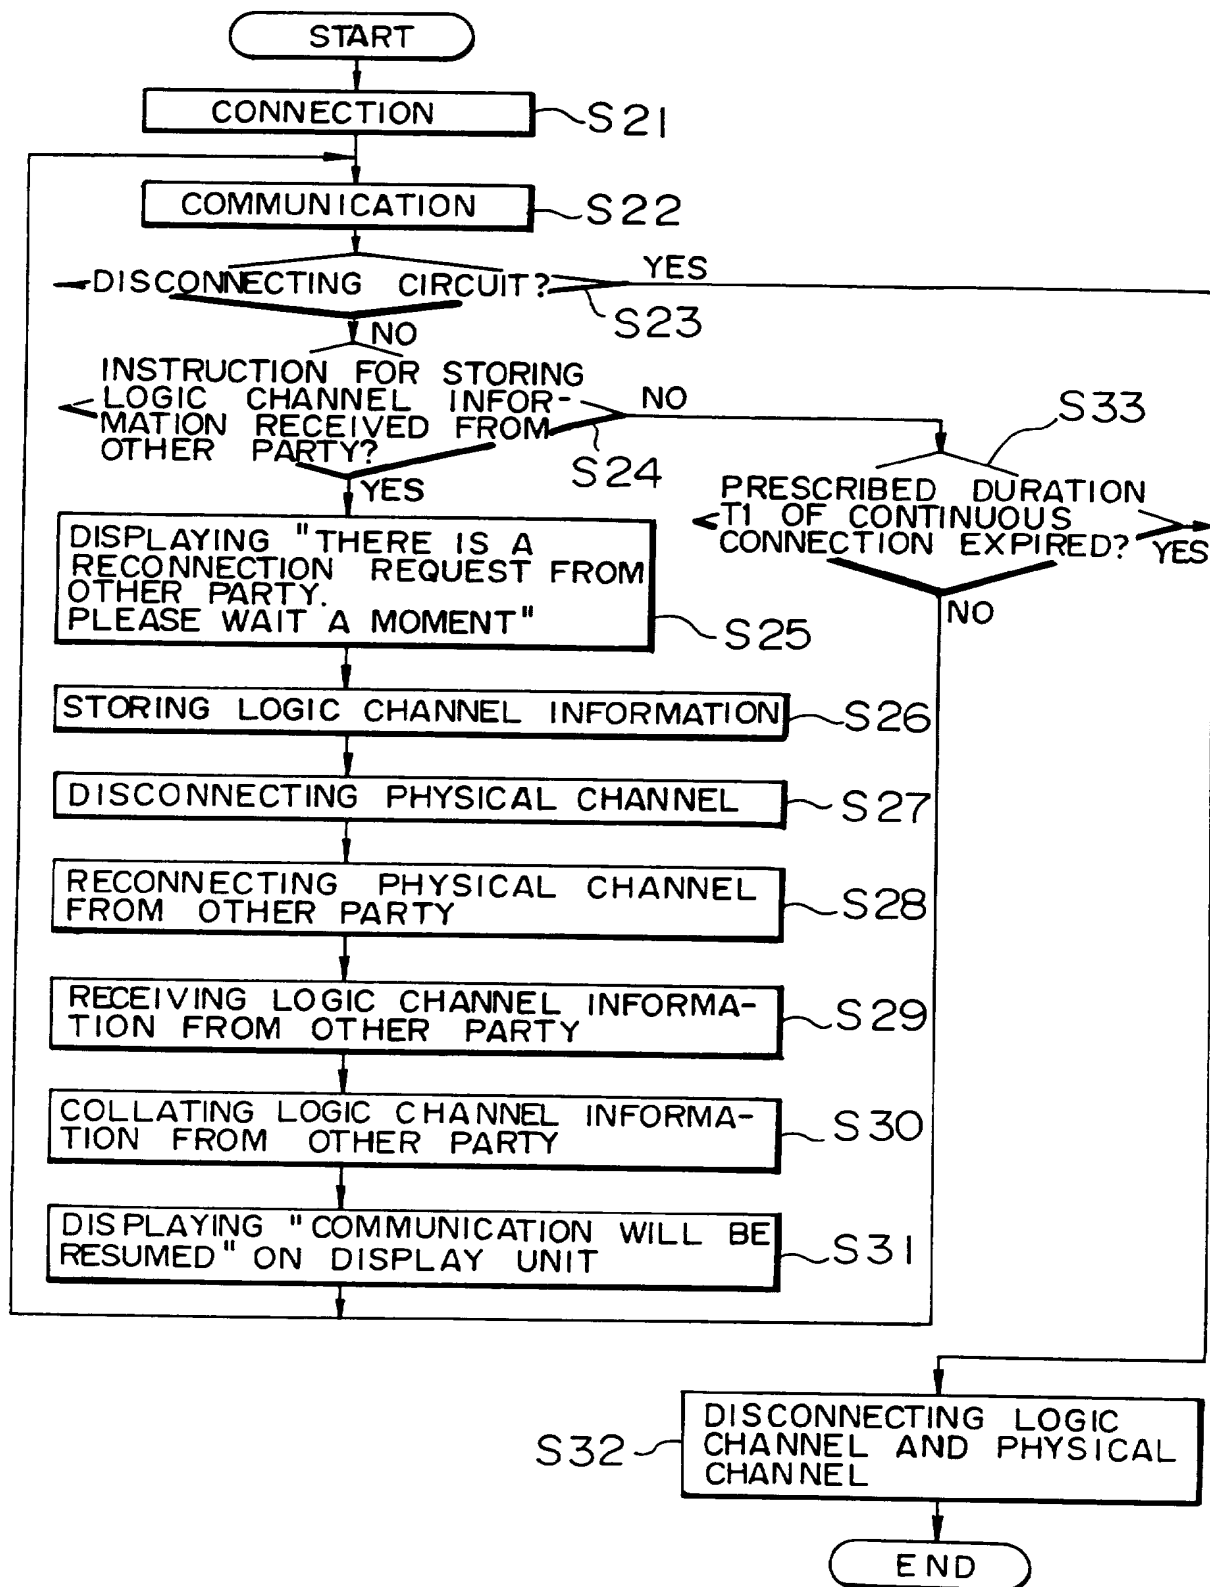 START
CONNECTION
S21
COMMUNICATION
S22
DISCONNECTING CIRCUIT?
YES
S23
NO
INSTRUCTION FOR STORING
LOGIC CHANNEL INFOR-
MATION RECEIVED FROM
OTHER PARTY?
NO
S24
YES
S33
PRESCRIBED DURATION
T1 OF CONTINUOUS
CONNECTION EXPIRED?
YES
NO
DISPLAYING "THERE IS A
RECONNECTION REQUEST FROM
OTHER PARTY.
PLEASE WAIT A MOMENT"
S25
STORING LOGIC CHANNEL INFORMATION
S26
DISCONNECTING PHYSICAL CHANNEL
S27
RECONNECTING PHYSICAL CHANNEL
FROM OTHER PARTY
S28
RECEIVING LOGIC CHANNEL INFORMA-
TION FROM OTHER PARTY
S29
COLLATING LOGIC CHANNEL INFORMA-
TION FROM OTHER PARTY
S30
DISPLAYING "COMMUNICATION WILL BE
RESUMED" ON DISPLAY UNIT
S31
S32
DISCONNECTING LOGIC
CHANNEL AND PHYSICAL
CHANNEL
END